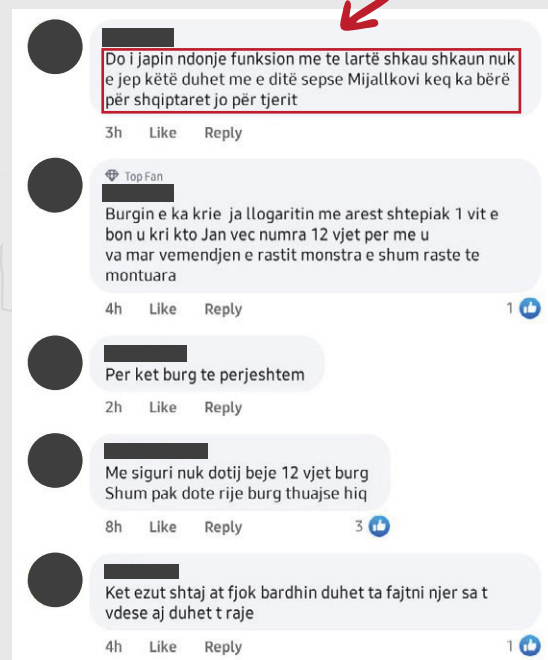 Do i japin ndonje funksion me te lartë shkau shkaun nuk
e jep këtë duhet me e ditë sepse Mijallkovi keq ka bërë
për shqiptaret jo për tjerit
3h Like Reply
Top Fan
Burgin e ka krie ja llogaritin me arest shtepiak 1 vit e
bon u kri kto Jan vec numra 12 vjet per me u
va mar vemendjen e rastit monstra e shum raste te
montuara
4h Like Reply 1
Per ket burg te perjeshtem
2h Like Reply
Me siguri nuk dotij beje 12 vjet burg
Shum pak dote rije burg thuajse hiq
8h Like Reply 3
Ket ezut shtaj at fjok bardhin duhet ta fajtni njer sa t
vdese aj duhet t raje
4h Like Reply 1